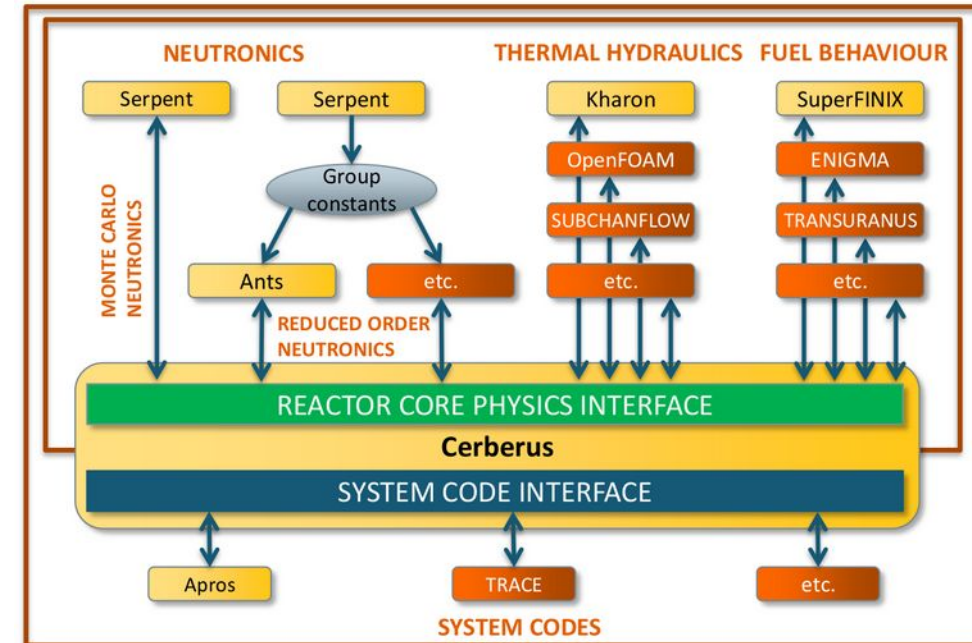 NEUTRONICS
THERMAL HYDRAULICS
FUEL BEHAVIOUR
Serpent
Serpent
Kharon
SuperFINIX
OpenFOAM
ENIGMA
Group
constants
SUBCHANFLOW
TRANSURANUS
MONTE CARLO
NEUTRONICS
Ants
etc.
etc.
etc.
REDUCED ORDER
NEUTRONICS
REACTOR CORE PHYSICS INTERFACE
Cerberus
SYSTEM CODE INTERFACE
Apros
TRACE
etc.
SYSTEM CODES